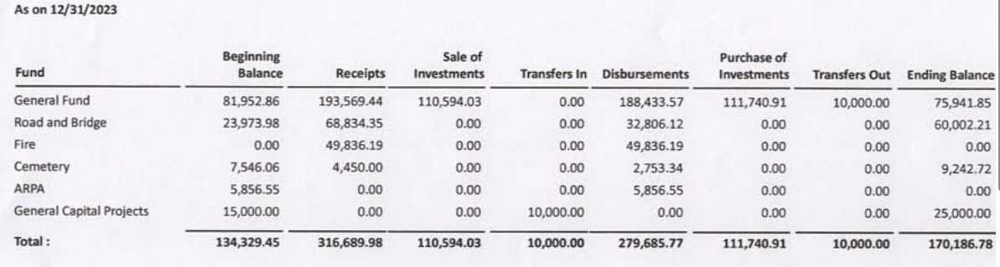 As on 12/31/2023
Beginning Sale of Purchase of
Fund Balance Receipts Investments Transfers In Disbursements Investments Transfers Out Ending Balance
General Fund 81,952.86 193,569.44 110,594.03 0.00 188,433.57 111,740.91 10,000.00 75,941.85
Road and Bridge 23,973.98 68,834.35 0.00 0.00 32,806.12 0.00 0.00 60,002.21
Fire 0.00 49,836.19 0.00 0.00 49,836.19 0.00 0.00 0.00
Cemetery 7,546.06 4,450.00 0.00 0.00 2,753.34 0.00 0.00 9,242.72
ARPA 5,856.55 0.00 0.00 0.00 5,856.55 0.00 0.00 0.00
General Capital Projects 15,000.00 0.00 0.00 10,000.00 0.00 0.00 0.00 25,000.00
Total : 134,329.45 316,689.98 110,594.03 10,000.00 279,685.77 111,740.91 10,000.00 170,186.78